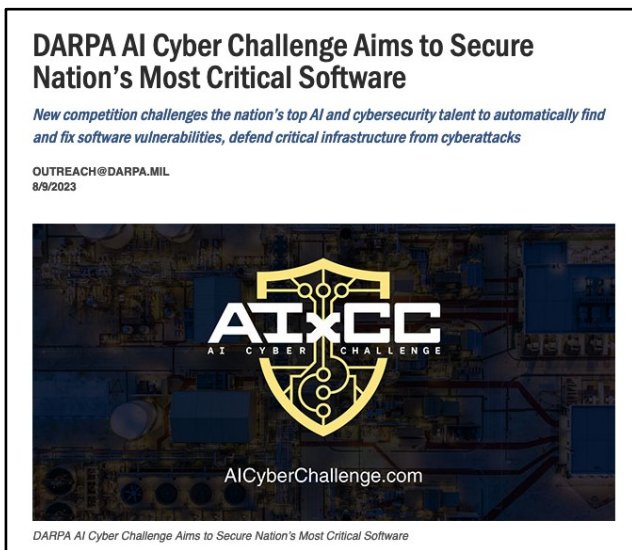 DARPA AI Cyber Challenge Aims to Secure
Nation's Most Critical Software
New competition challenges the nation's top AI and cybersecurity talent to automatically find
and fix software vulnerabilities, defend critical infrastructure from cyberattacks
OUTREACH@DARPA.MIL
8/9/2023
AIxCC
AI CYBER CHALLENGE
AICyberChallenge.com
DARPA AI Cyber Challenge Aims to Secure Nation's Most Critical Software